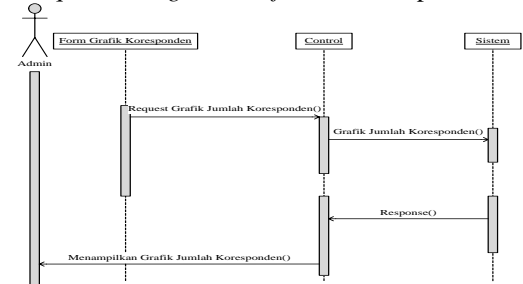 Form Grafik Koresponden
Control
Sistem
Admin
Request Grafik Jumlah Koresponden()
Grafik Jumlah Koresponden()
Response()
Menampilkan Grafik Jumlah Koresponden()